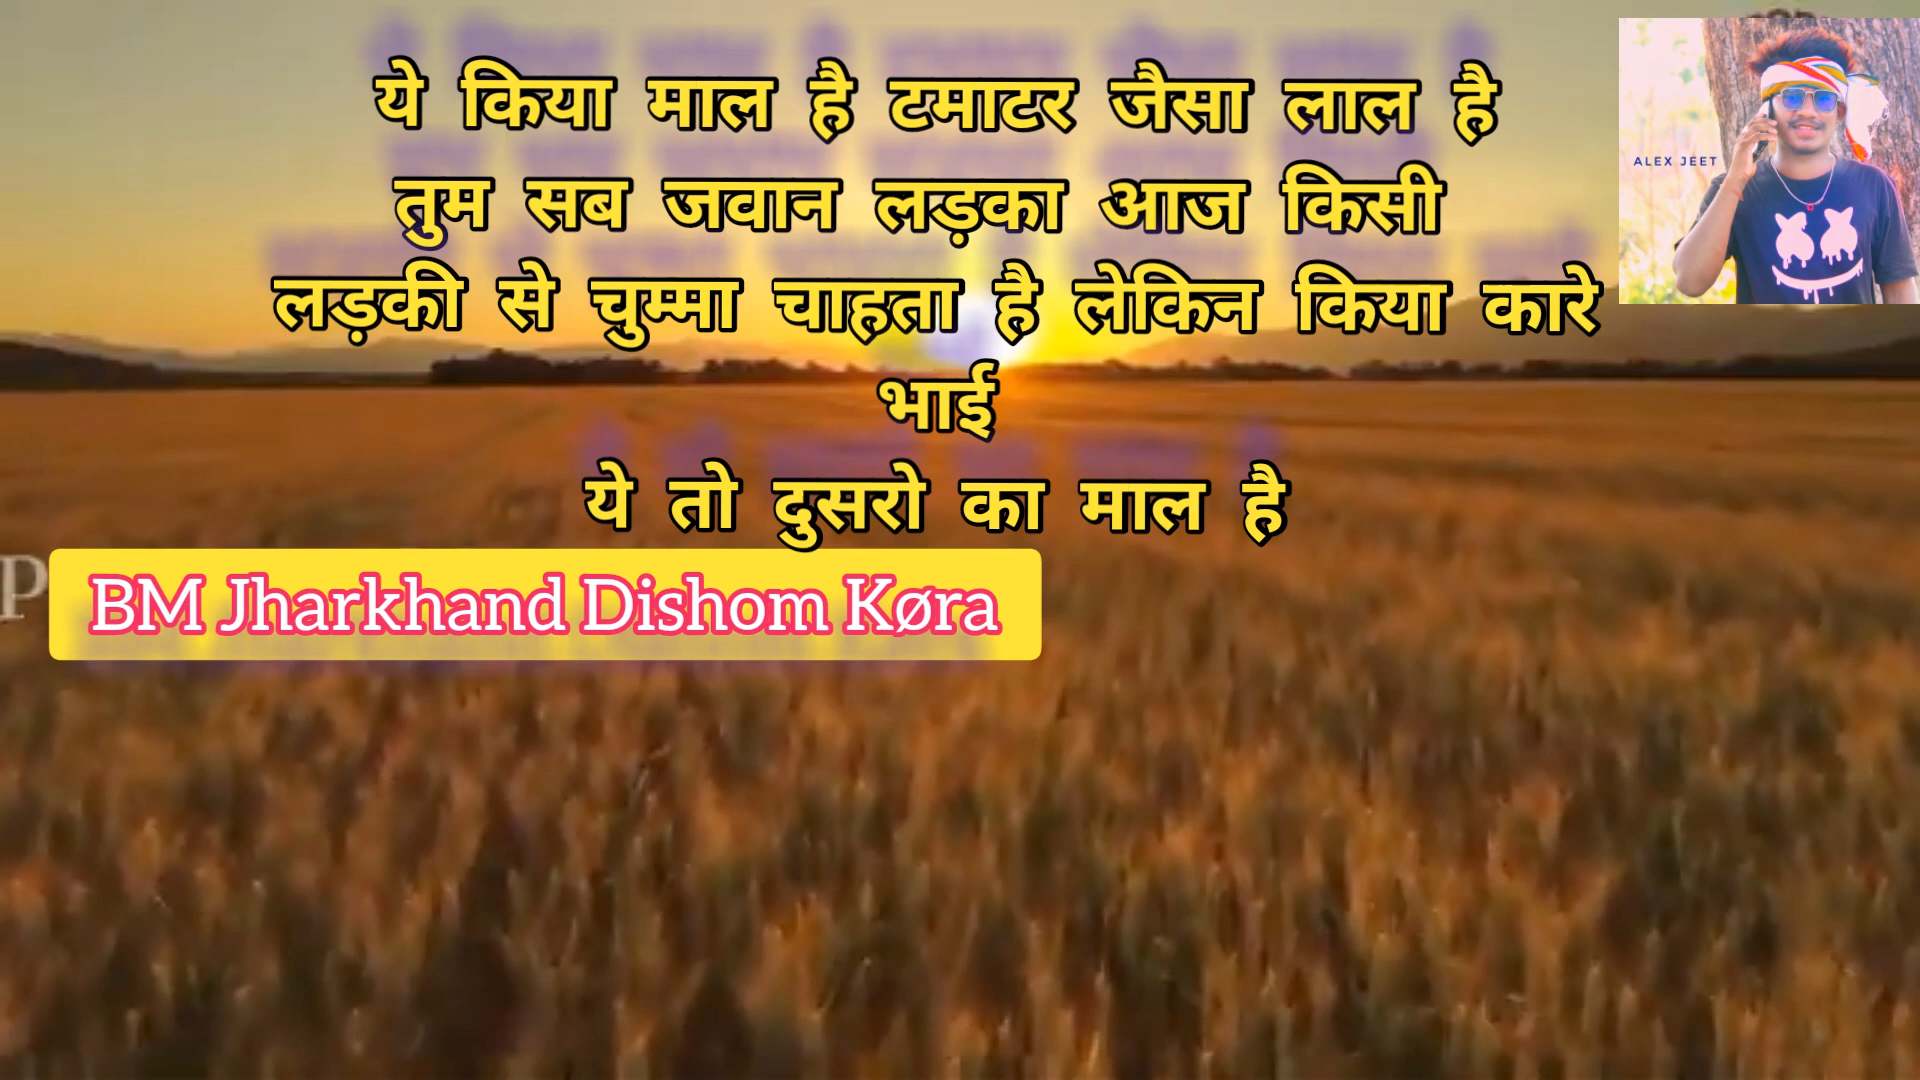 ये किया माल है टमाटर जैसा लाल है
ALEX JEET
तुम सब जवान लड़का आज किसी
लड़की से चुम्मा चाहता है लेकिन किया कारे
भाई
ये तो दुसरो का माल है
P
BM Jharkhand Dishom Køra